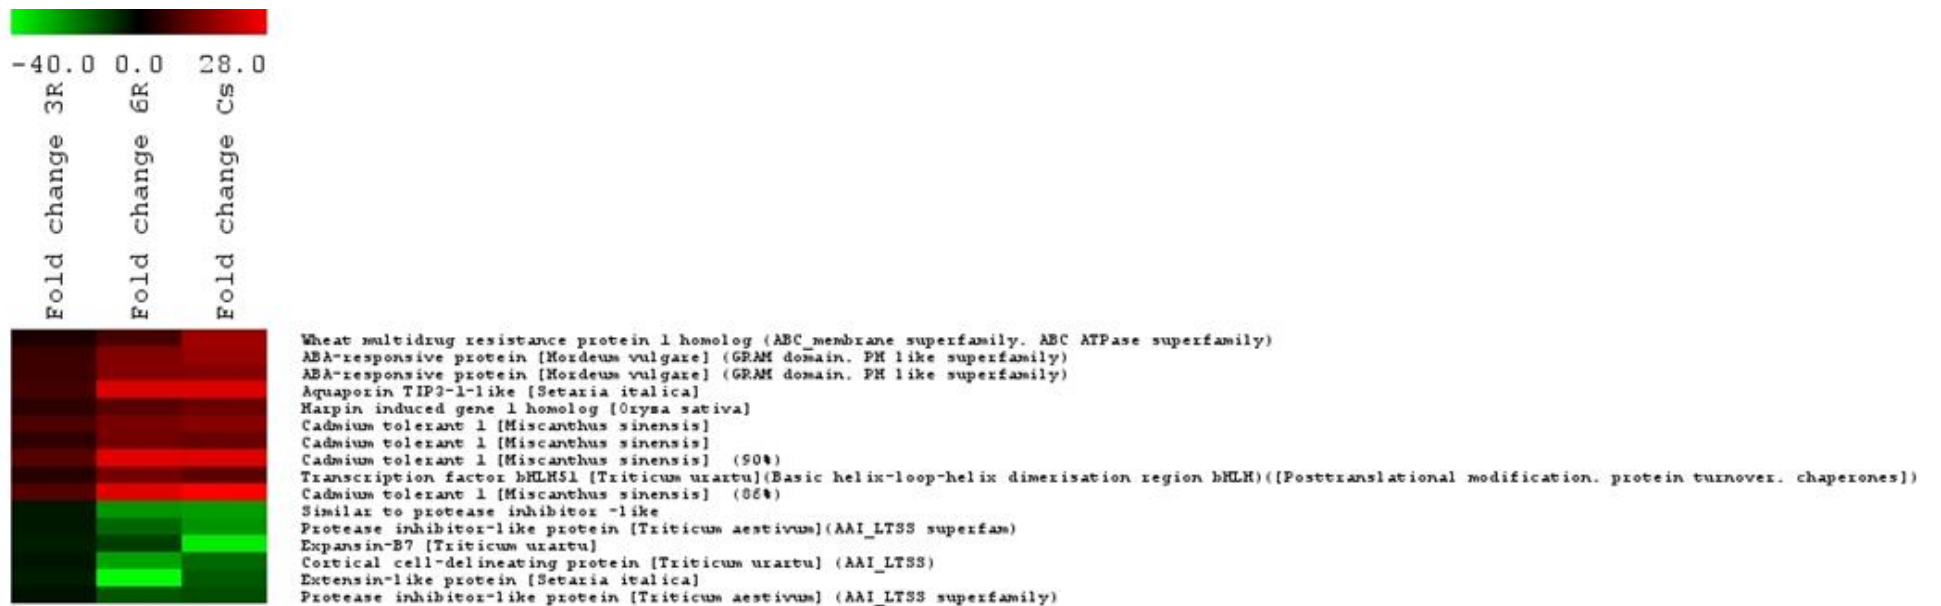 -40.0 0.0 28.0
Fold change 3R
Fold change 6R
Fold change Cs
Wheat multidrug resistance protein 1 homolog (ABC_membrane superfamily. ABC ATPase superfamily)
ABA-responsive protein [Hordeum vulgare] (GRAM domain. PH like superfamily)
ABA-responsive protein [Hordeum vulgare] (GRAM domain. PH like superfamily)
Aquaporin TIP3-1-like [Setaria italica]
Harpin induced gene 1 homolog [Oryza sativa]
Cadmium tolerant 1 [Miscanthus sinensis]
Cadmium tolerant 1 [Miscanthus sinensis]
Cadmium tolerant 1 [Miscanthus sinensis] (90%)
Transcription factor bHLH51 [Triticum urartu](Basic helix-loop-helix dimerisation region bHLH)([Posttranslational modification. protein turnover. chaperones])
Cadmium tolerant 1 [Miscanthus sinensis] (86%)
Similar to protease inhibitor -like
Protease inhibitor-like protein [Triticum aestivum](AAI_LTSS superfam)
Expansin-B7 [Triticum urartu]
Cortical cell-delineating protein [Triticum urartu] (AAI_LTSS)
Extensin-like protein [Setaria italica]
Protease inhibitor-like protein [Triticum aestivum] (AAI_LTSS superfamily)